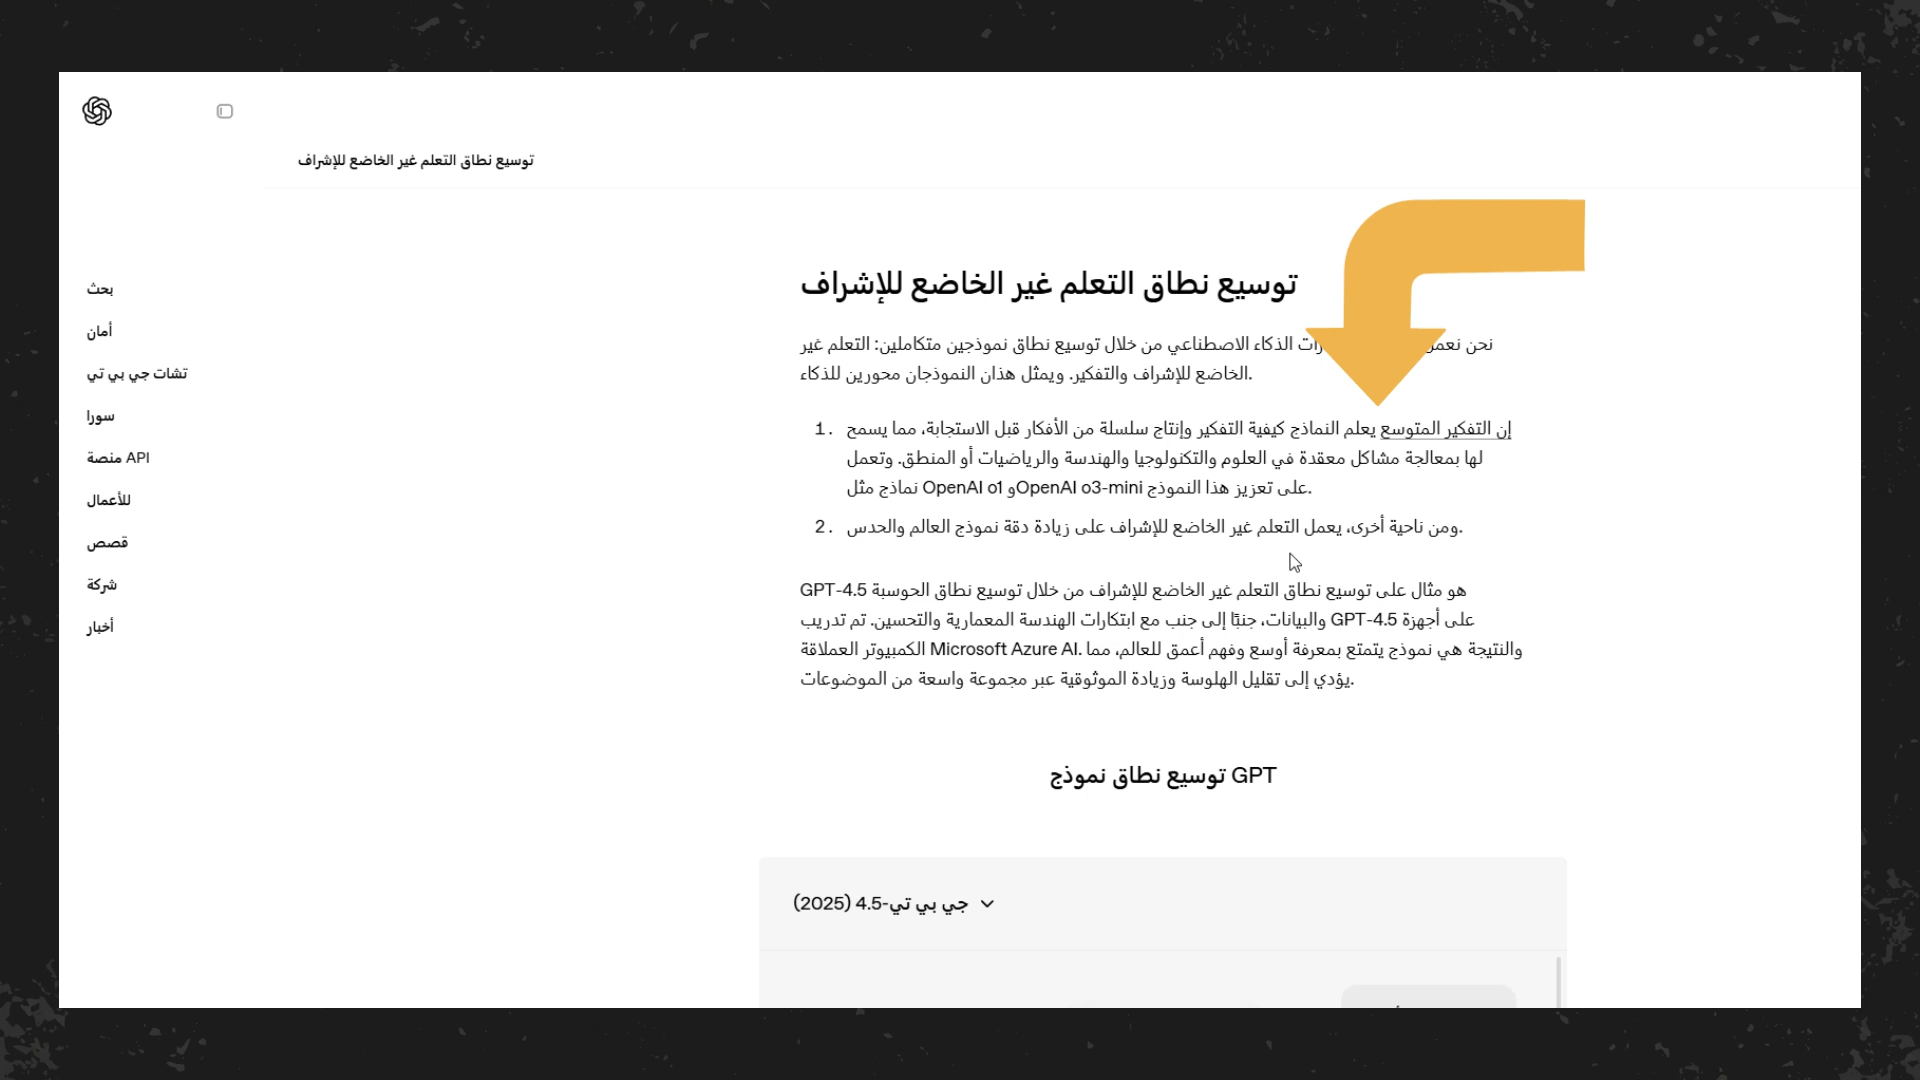 توسيع نطاق التعلم غير الخاضع للإشراف
بحث
أمان
تشات جي بي تي
سورا
منصة API
للأعمال
قصص
شركة
أخبار
توسيع نطاق التعلم غير الخاضع للإشراف
نحن نعمل الذكاء الاصطناعي من خلال توسيع نطاق نموذجين متكاملين: التعلم غير
الخاضع للإشراف والتفكير. ويمثل هذان النموذجان محورين للذكاء.
1. إن التفكير المتوسع يعلم النماذج كيفية التفكير وإنتاج سلسلة من الأفكار قبل الاستجابة، مما يسمح
لها بمعالجة مشاكل معقدة في العلوم والتكنولوجيا والهندسة والرياضيات أو المنطق. وتعمل
نماذج مثل OpenAI o1 وOpenAI o3-mini على تعزيز هذا النموذج.
2. ومن ناحية أخرى، يعمل التعلم غير الخاضع للإشراف على زيادة دقة نموذج العالم والحدس.
GPT-4.5 هو مثال على توسيع نطاق التعلم غير الخاضع للإشراف من خلال توسيع نطاق الحوسبة
والبيانات، جنبًا إلى جنب مع ابتكارات الهندسة المعمارية والتحسين. تم تدريب GPT-4.5 على أجهزة
الكمبيوتر العملاقة Microsoft Azure AI. والنتيجة هي نموذج يتمتع بمعرفة أوسع وفهم أعمق للعالم، مما
يؤدي إلى تقليل الهلوسة وزيادة الموثوقية عبر مجموعة واسعة من الموضوعات.
توسيع نطاق نموذج GPT
جي بي تي-4.5 (2025)